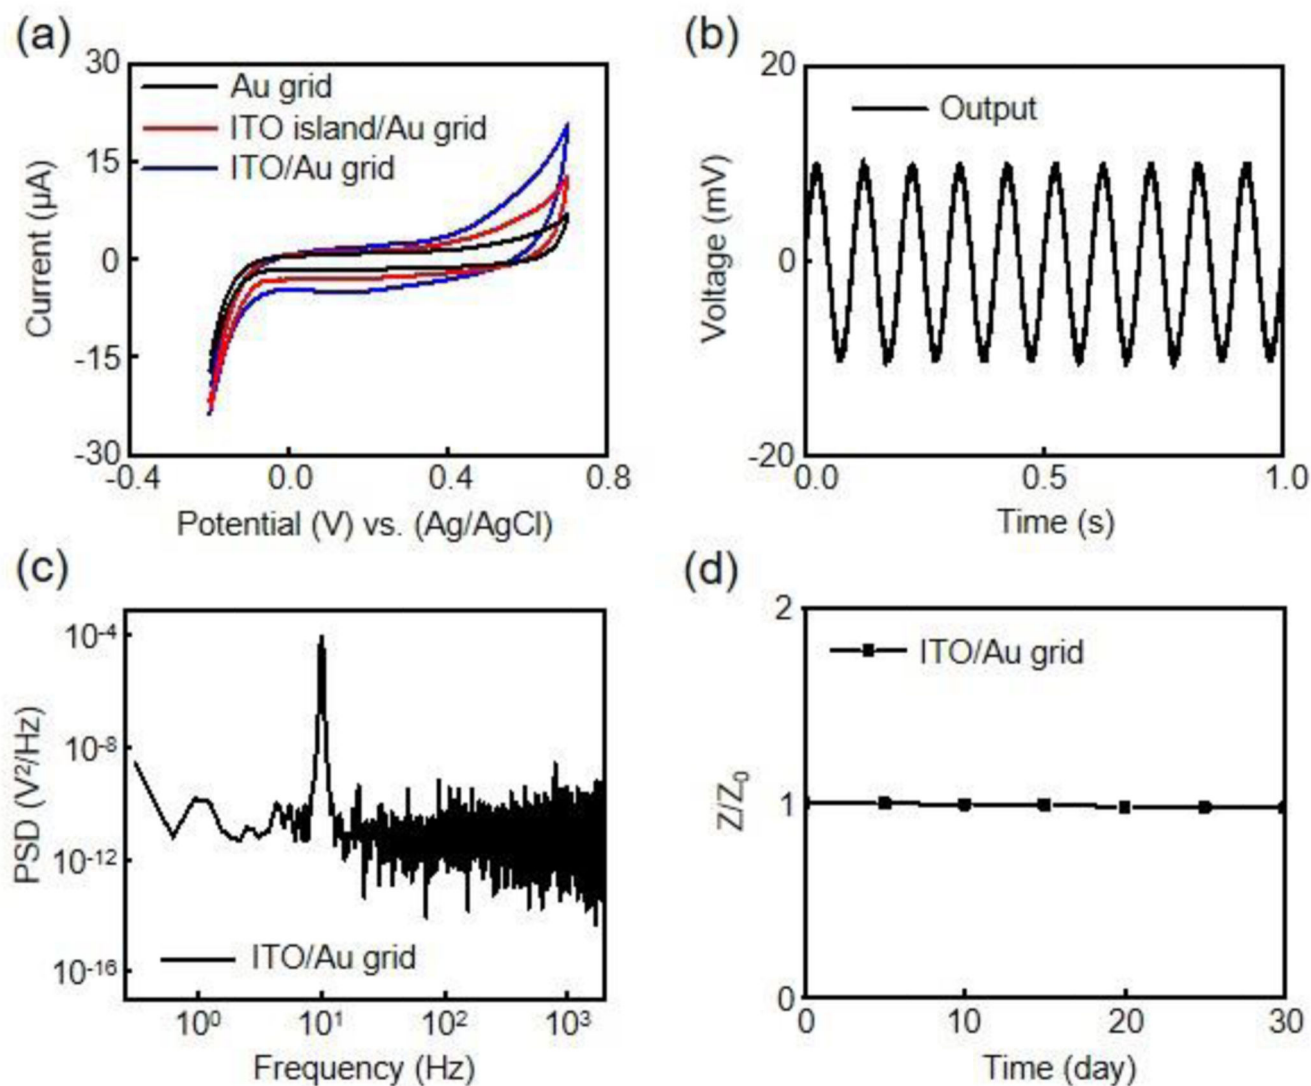 (a)
30
15
0
-15
-30
Current (µA)
Au grid
ITO island/Au grid
ITO/Au grid
-0.4
0.0
0.4
0.8
Potential (V) vs. (Ag/AgCl)
(b)
20
0
-20
Voltage (mV)
Output
0.0
0.5
1.0
Time (s)
(c)
10⁻⁴
10⁻⁸
10⁻¹²
10⁻¹⁶
PSD (V²/Hz)
ITO/Au grid
10⁰
10¹
10²
10³
Frequency (Hz)
(d)
2
1
0
Z/Z₀
ITO/Au grid
0
10
20
30
Time (day)